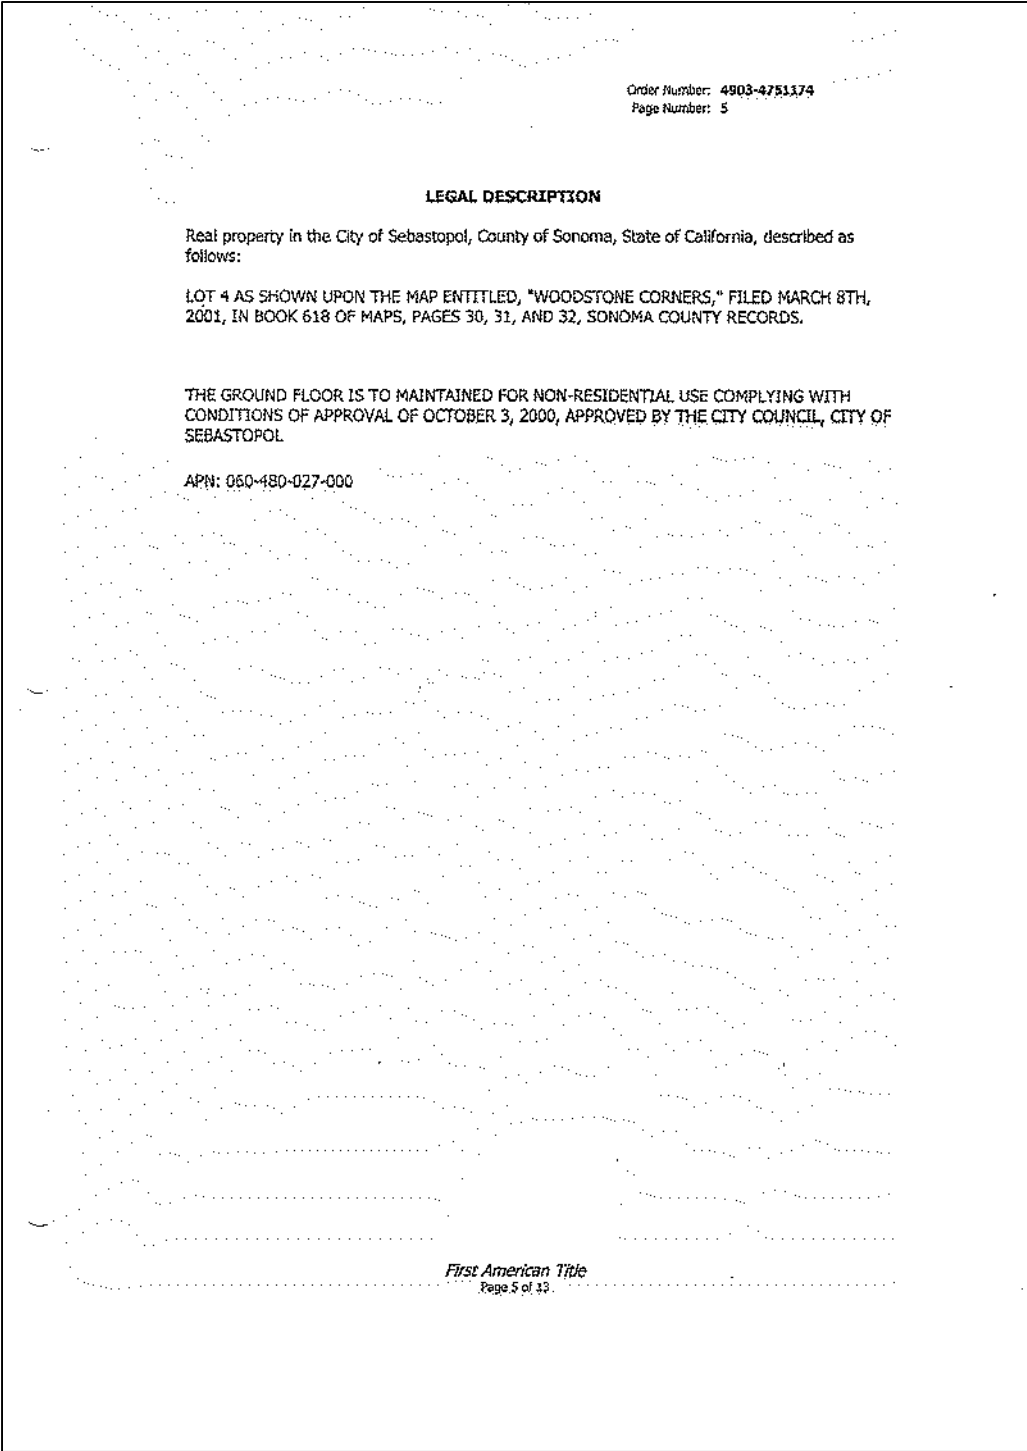 Order Number: 4903-4751174
Page Number: 5
LEGAL DESCRIPTION
Real property in the City of Sebastopol, County of Sonoma, State of California, described as
follows:
LOT 4 AS SHOWN UPON THE MAP ENTITLED, "WOODSTONE CORNERS," FILED MARCH 8TH,
2001, IN BOOK 618 OF MAPS, PAGES 30, 31, AND 32, SONOMA COUNTY RECORDS.
THE GROUND FLOOR IS TO MAINTAINED FOR NON-RESIDENTIAL USE COMPLYING WITH
CONDITIONS OF APPROVAL OF OCTOBER 3, 2000, APPROVED BY THE CITY COUNCIL, CITY OF
SEBASTOPOL
APN: 060-480-027-000
First American Title
Page 5 of 13